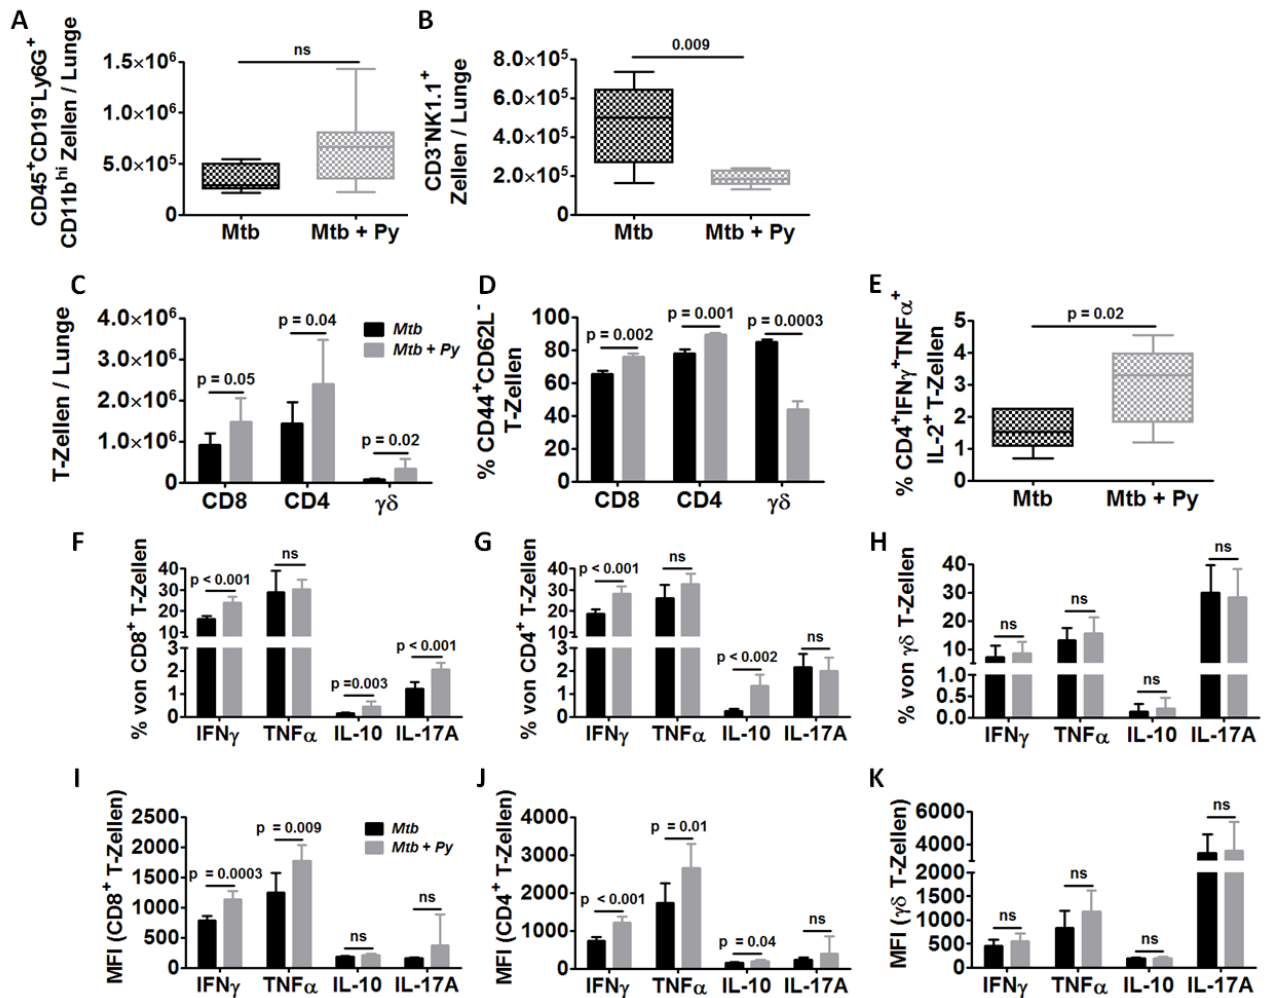 A
CD45⁺CD19⁻Ly6G⁺
CD11bʰⁱ Zellen / Lunge
1.5×10⁶
1.0×10⁶
5.0×10⁵
0
ns
Mtb
Mtb + Py
B
CD3⁻NK1.1⁺
Zellen / Lunge
8.0×10⁵
6.0×10⁵
4.0×10⁵
2.0×10⁵
0
0.009
Mtb
Mtb + Py
C
T-Zellen / Lunge
4.0×10⁶
3.0×10⁶
2.0×10⁶
1.0×10⁶
0
p = 0.05
p = 0.04
p = 0.02
Mtb
Mtb + Py
CD8
CD4
γδ
D
% CD44⁺CD62L⁻
T-Zellen
100
80
60
40
20
0
p = 0.002
p = 0.001
p = 0.0003
CD8
CD4
γδ
E
% CD4⁺IFNγ⁺TNFα⁺
IL-2⁺ T-Zellen
5
4
3
2
1
0
p = 0.02
Mtb
Mtb + Py
F
% von CD8⁺ T-Zellen
40
30
20
10
3
2
1
0
p < 0.001
ns
p =0.003
p < 0.001
IFNγ
TNFα
IL-10
IL-17A
G
% von CD4⁺ T-Zellen
40
30
20
10
3
2
1
0
p < 0.001
ns
p < 0.002
ns
IFNγ
TNFα
IL-10
IL-17A
H
% von γδ T-Zellen
40
30
20
10
1.0
0.5
0.0
ns
ns
ns
ns
IFNγ
TNFα
IL-10
IL-17A
I
MFI (CD8⁺ T-Zellen)
2500
2000
1500
1000
500
0
p = 0.0003
p = 0.009
ns
ns
Mtb
Mtb + Py
IFNγ
TNFα
IL-10
IL-17A
J
MFI (CD4⁺ T-Zellen)
4000
3000
2000
1000
0
p < 0.001
p = 0.01
p = 0.04
ns
IFNγ
TNFα
IL-10
IL-17A
K
MFI (γδ T-Zellen)
6000
4000
2000
1500
1000
500
0
ns
ns
ns
ns
IFNγ
TNFα
IL-10
IL-17A